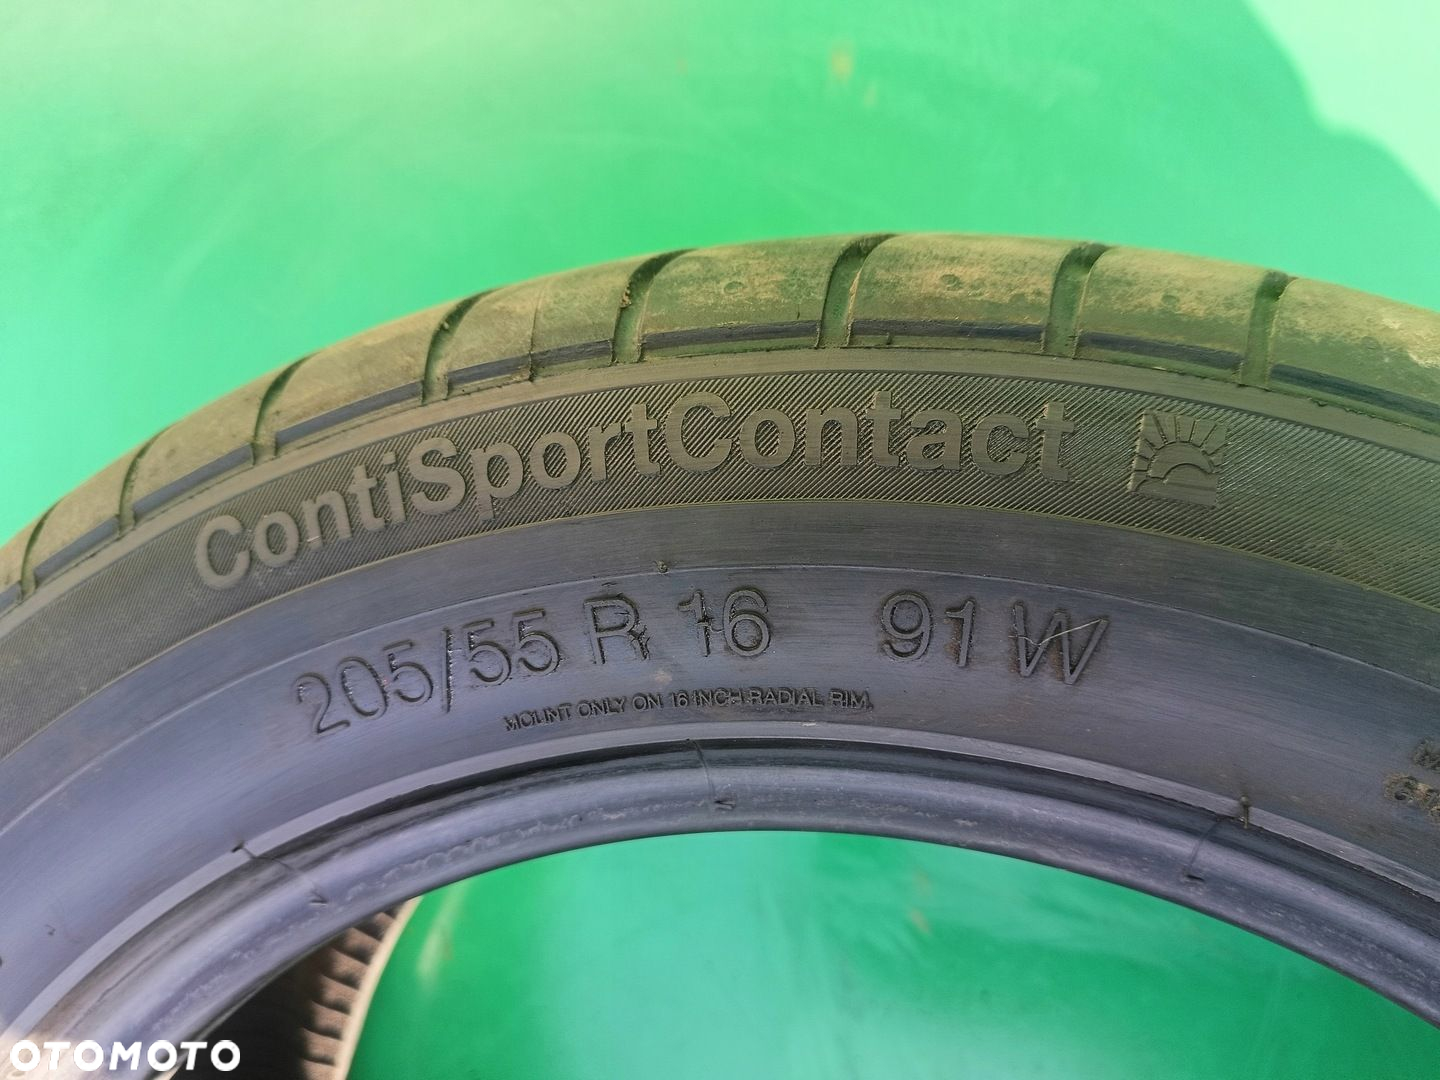 ContiSportContact
205/55 R 16 91 W
MOUNT ONLY ON 16 INCH RADIAL RIM.
OTOMOTO